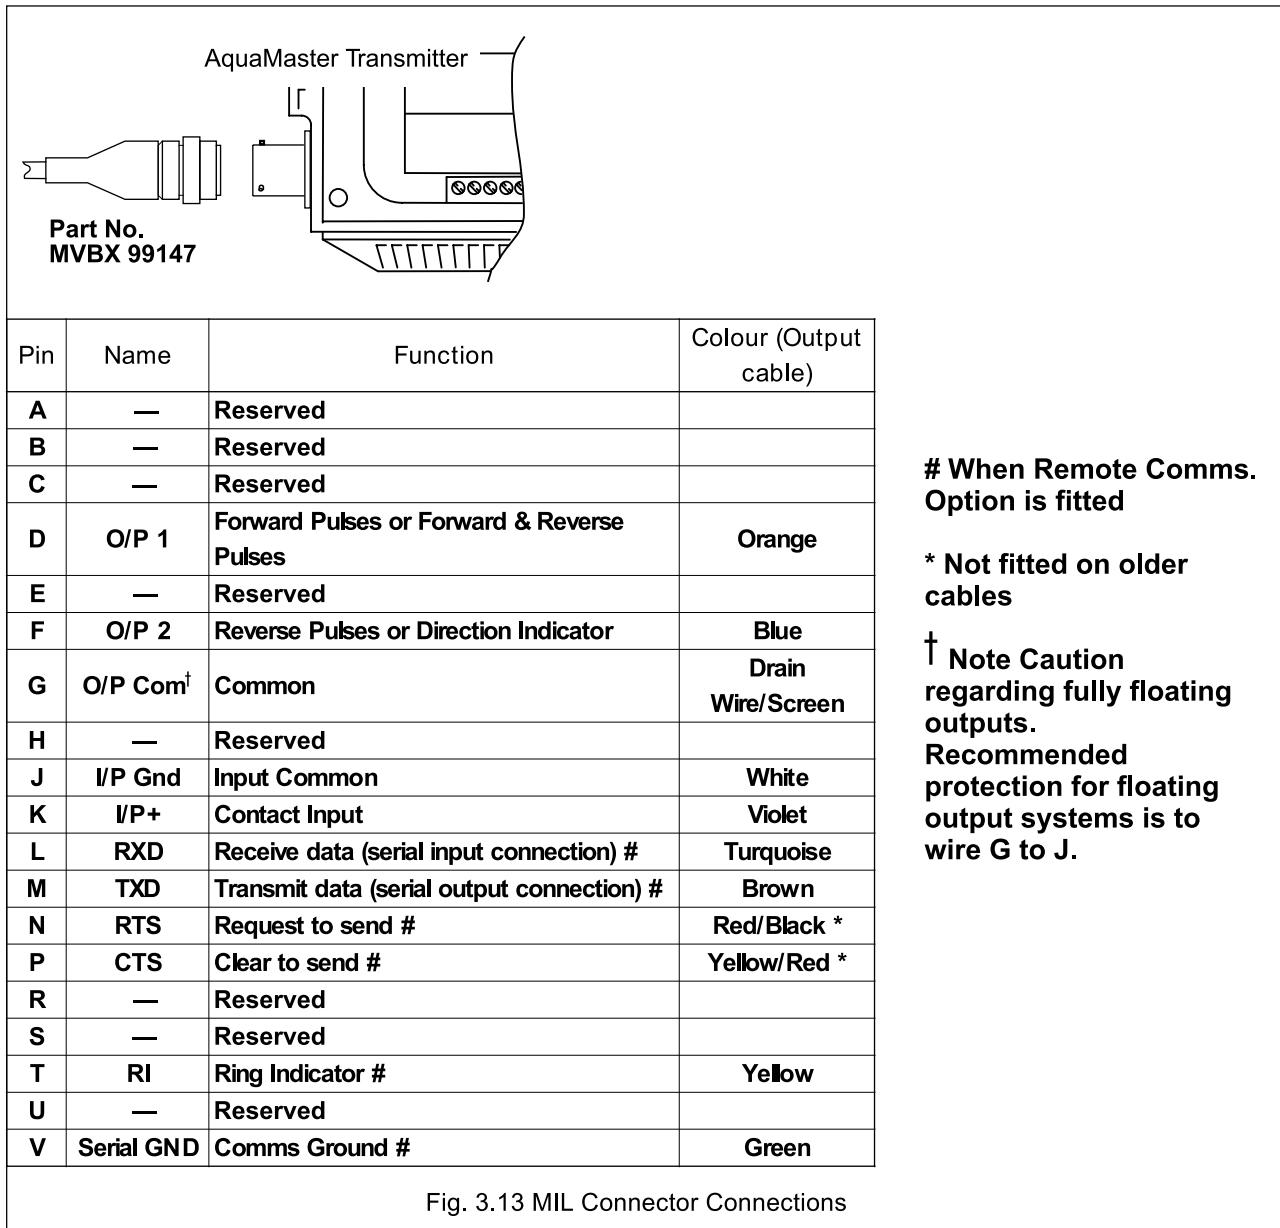 AquaMaster Transmitter
Part No.
MVBX 99147
Pin Name Function Colour (Output cable)
A — Reserved
B — Reserved
C — Reserved
D O/P 1 Forward Pulses or Forward & Reverse Pulses Orange
E — Reserved
F O/P 2 Reverse Pulses or Direction Indicator Blue
G O/P Com† Common Drain Wire/Screen
H — Reserved
J I/P Gnd Input Common White
K I/P+ Contact Input Violet
L RXD Receive data (serial input connection) # Turquoise
M TXD Transmit data (serial output connection) # Brown
N RTS Request to send # Red/Black *
P CTS Clear to send # Yellow/Red *
R — Reserved
S — Reserved
T RI Ring Indicator # Yellow
U — Reserved
V Serial GND Comms Ground # Green
# When Remote Comms.
Option is fitted
* Not fitted on older
cables
† Note Caution
regarding fully floating
outputs.
Recommended
protection for floating
output systems is to
wire G to J.
Fig. 3.13 MIL Connector Connections